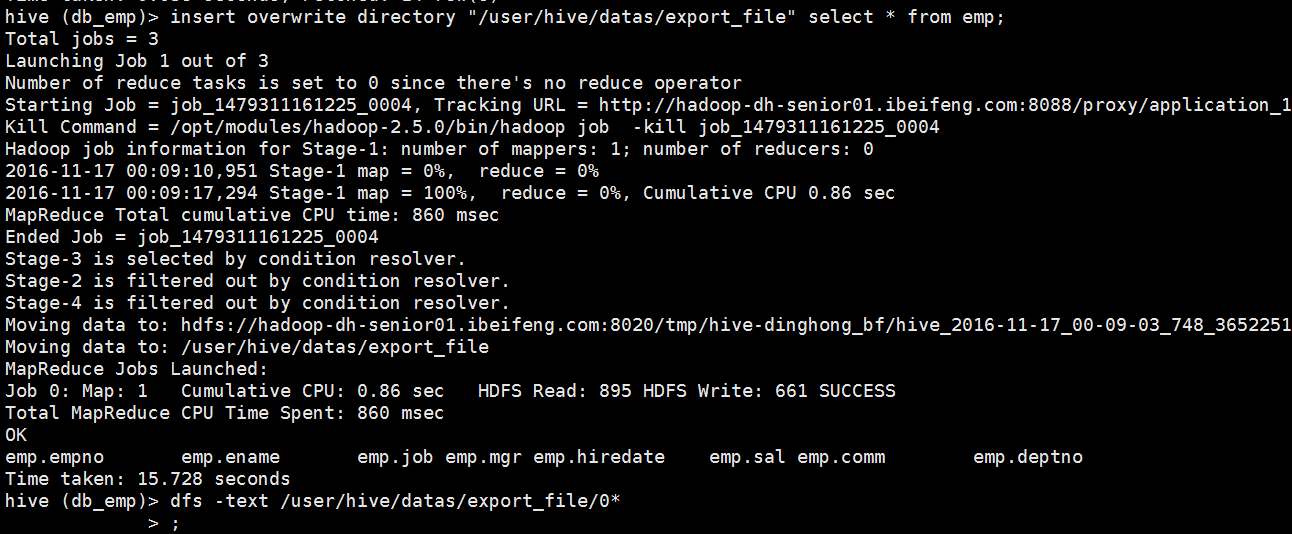 hive (db_emp)> insert overwrite directory "/user/hive/datas/export_file" select * from emp;
Total jobs = 3
Launching Job 1 out of 3
Number of reduce tasks is set to 0 since there's no reduce operator
Starting Job = job_1479311161225_0004, Tracking URL = http://hadoop-dh-senior01.ibeifeng.com:8088/proxy/application_1
Kill Command = /opt/modules/hadoop-2.5.0/bin/hadoop job  -kill job_1479311161225_0004
Hadoop job information for Stage-1: number of mappers: 1; number of reducers: 0
2016-11-17 00:09:10,951 Stage-1 map = 0%,  reduce = 0%
2016-11-17 00:09:17,294 Stage-1 map = 100%,  reduce = 0%, Cumulative CPU 0.86 sec
MapReduce Total cumulative CPU time: 860 msec
Ended Job = job_1479311161225_0004
Stage-3 is selected by condition resolver.
Stage-2 is filtered out by condition resolver.
Stage-4 is filtered out by condition resolver.
Moving data to: hdfs://hadoop-dh-senior01.ibeifeng.com:8020/tmp/hive-dinghong_bf/hive_2016-11-17_00-09-03_748_3652251
Moving data to: /user/hive/datas/export_file
MapReduce Jobs Launched:
Job 0: Map: 1   Cumulative CPU: 0.86 sec   HDFS Read: 895 HDFS Write: 661 SUCCESS
Total MapReduce CPU Time Spent: 860 msec
OK
emp.empno       emp.ename       emp.job emp.mgr emp.hiredate    emp.sal emp.comm        emp.deptno
Time taken: 15.728 seconds
hive (db_emp)> dfs -text /user/hive/datas/export_file/0*
             > ;